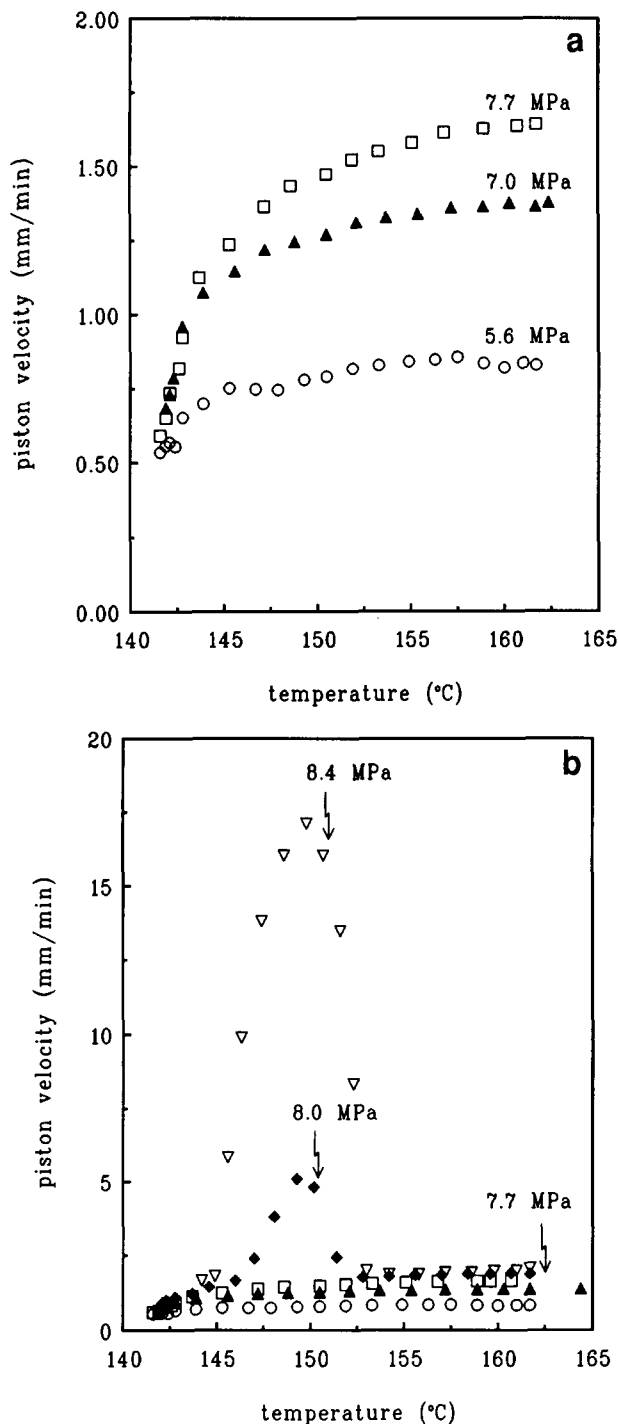 a
2.00
1.50
1.00
0.50
0.00
piston velocity (mm/min)
7.7 MPa
7.0 MPa
5.6 MPa
140 145 150 155 160 165
temperature (°C)
b
20
15
10
5
0
piston velocity (mm/min)
8.4 MPa
8.0 MPa
7.7 MPa
140 145 150 155 160 165
temperature (°C)